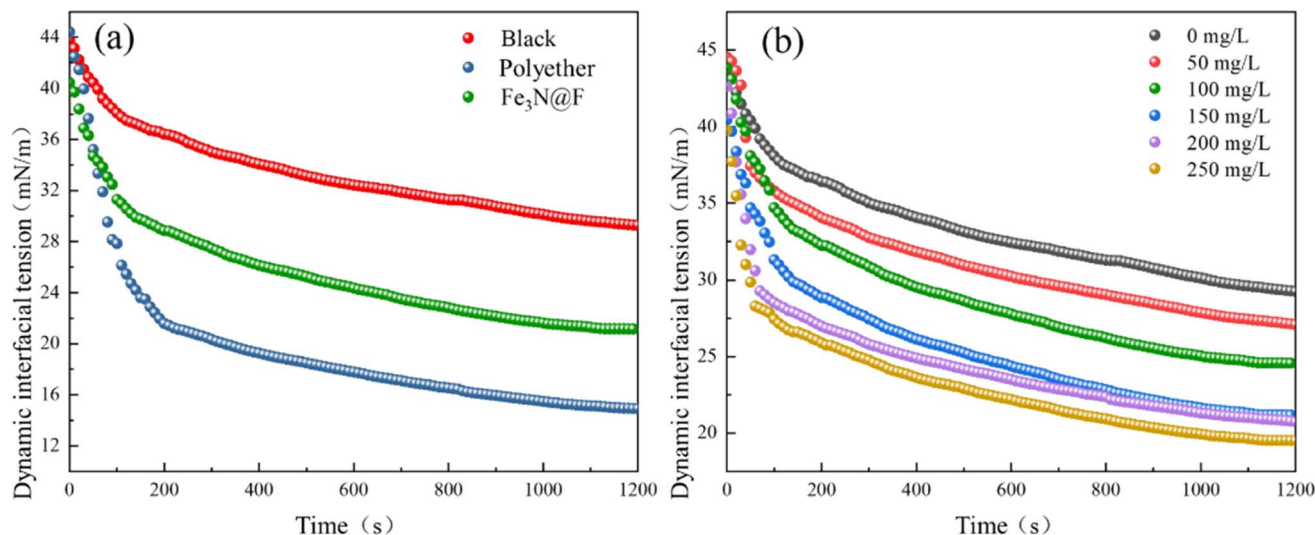 (a)
Black
Polyether
Fe₃N@F
Dynamic interfacial tension（mN/m）
44
40
36
32
28
24
20
16
12
0 200 400 600 800 1000 1200
Time（s）
(b)
0 mg/L
50 mg/L
100 mg/L
150 mg/L
200 mg/L
250 mg/L
Dynamic interfacial tension（mN/m）
45
40
35
30
25
20
0 200 400 600 800 1000 1200
Time（s）